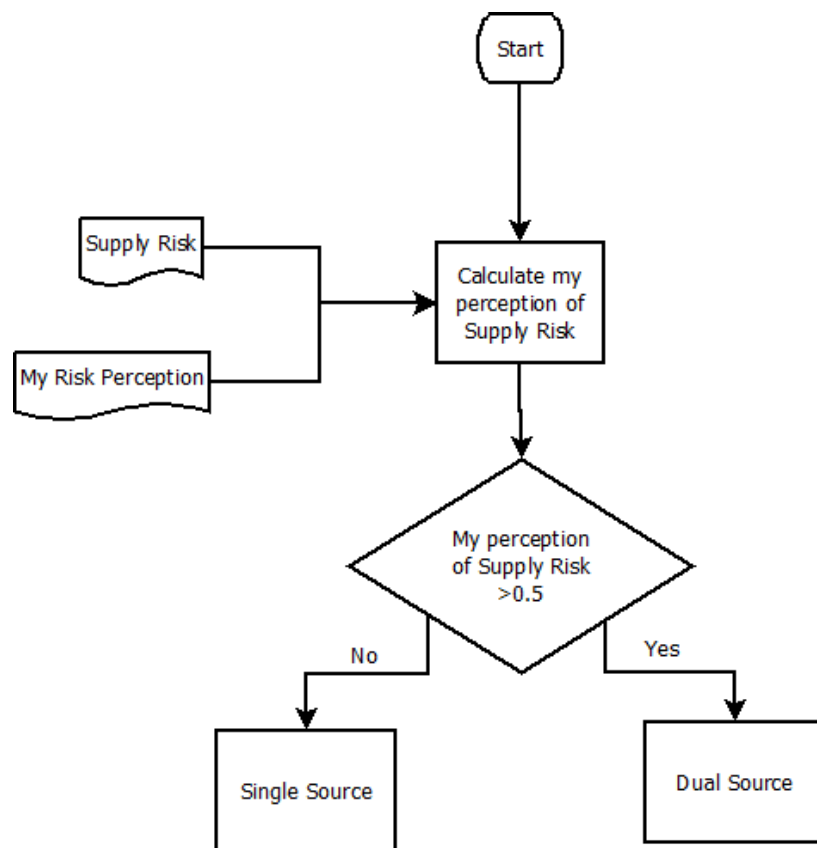 Start
Supply Risk
Calculate my
perception of
Supply Risk
My Risk Perception
My perception
of Supply Risk
>0.5
No
Yes
Single Source
Dual Source